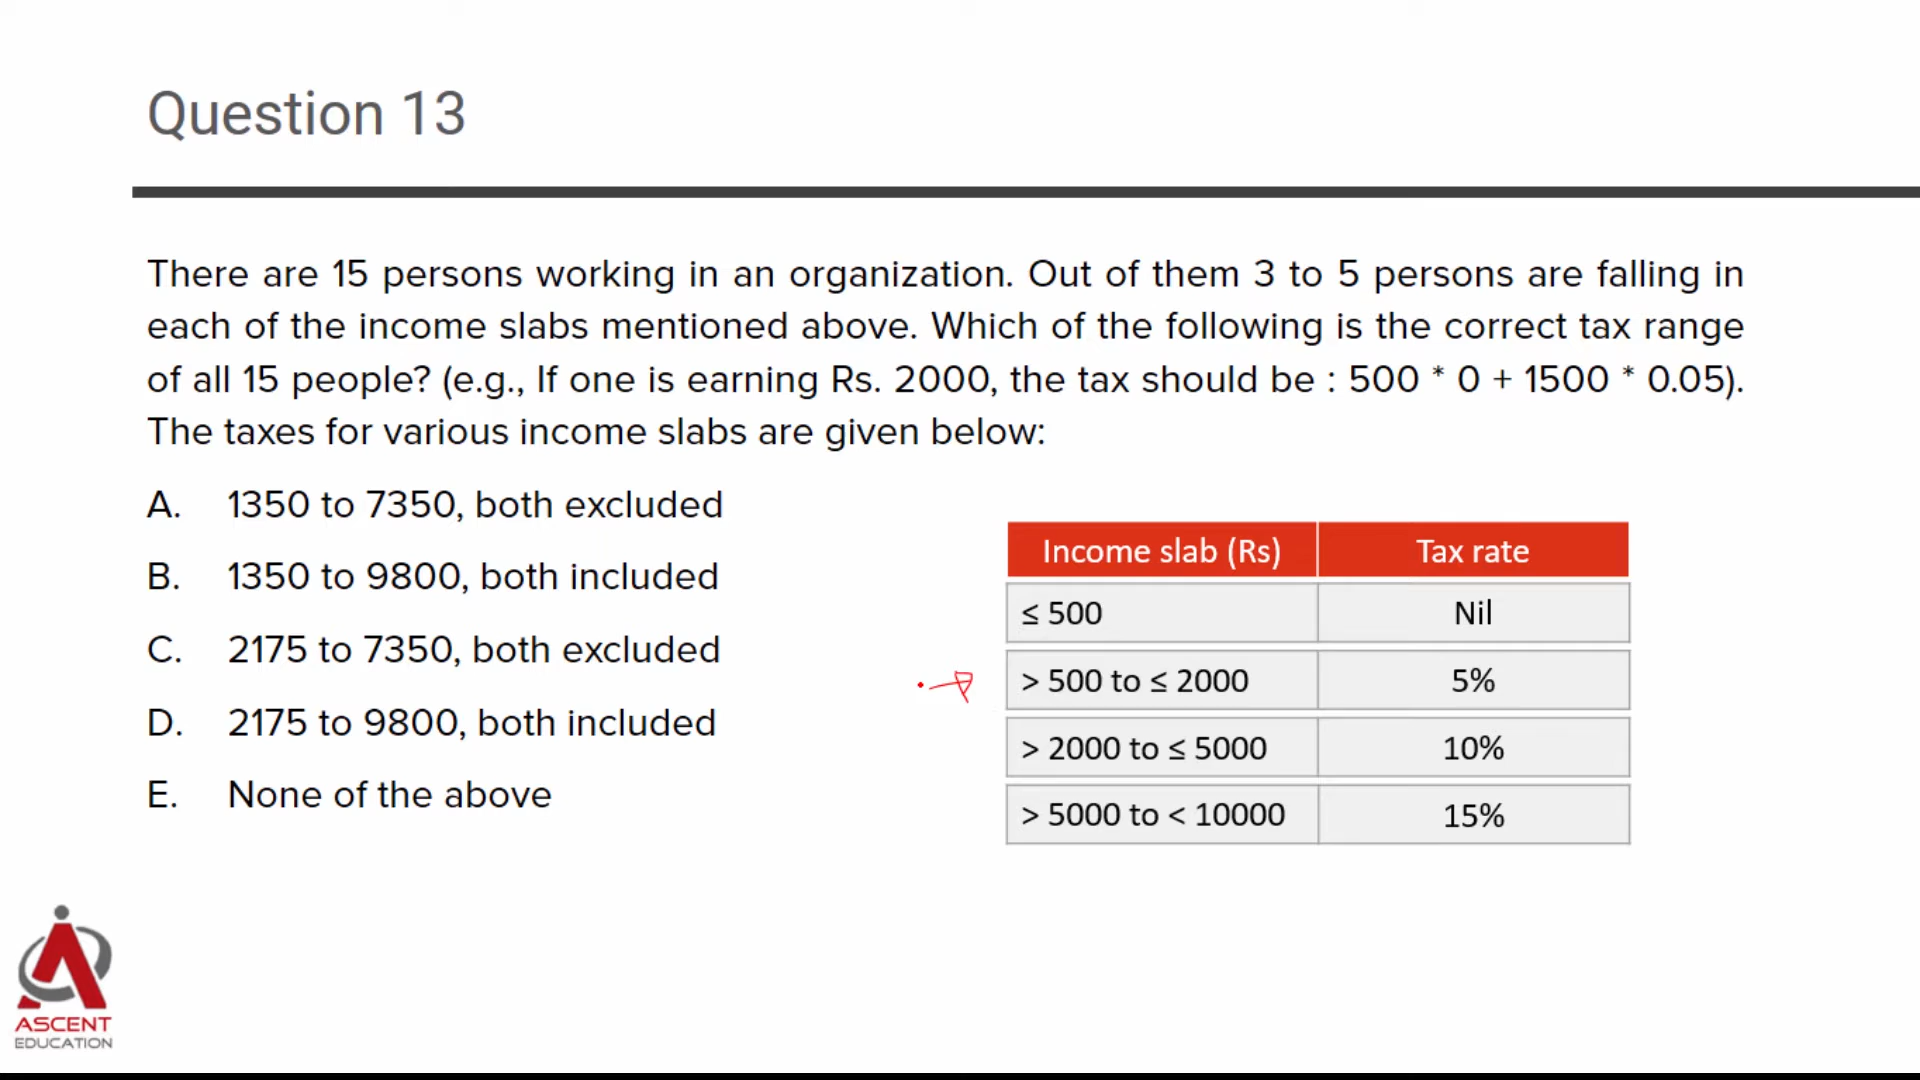 Question 13
There are 15 persons working in an organization. Out of them 3 to 5 persons are falling in
each of the income slabs mentioned above. Which of the following is the correct tax range
of all 15 people? (e.g., If one is earning Rs. 2000, the tax should be : 500 * 0 + 1500 * 0.05).
The taxes for various income slabs are given below:
A. 1350 to 7350, both excluded
B. 1350 to 9800, both included
C. 2175 to 7350, both excluded
D. 2175 to 9800, both included
E. None of the above
Income slab (Rs) Tax rate
≤ 500 Nil
> 500 to ≤ 2000 5%
> 2000 to ≤ 5000 10%
> 5000 to < 10000 15%
ASCENT
EDUCATION